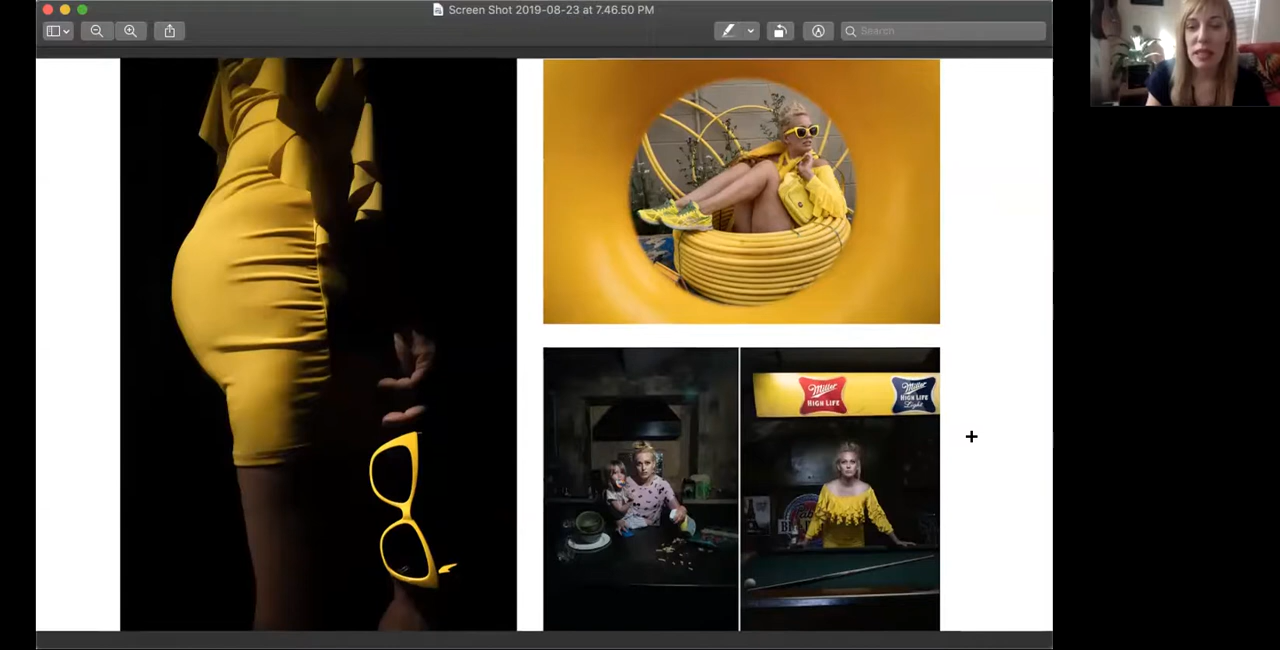 Screen Shot 2019-08-23 at 7.46.50 PM
Search
Miller
HIGH LIFE
Miller
HIGH LIFE
Light